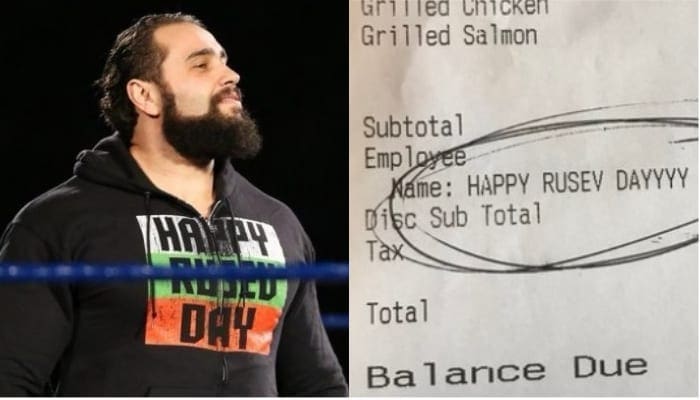 HAPPY
RUSEV
DAY
Grilled Chicken
Grilled Salmon
Subtotal
Employee
Name: HAPPY RUSEV DAYYYY
Disc Sub Total
Tax
Total
Balance Due